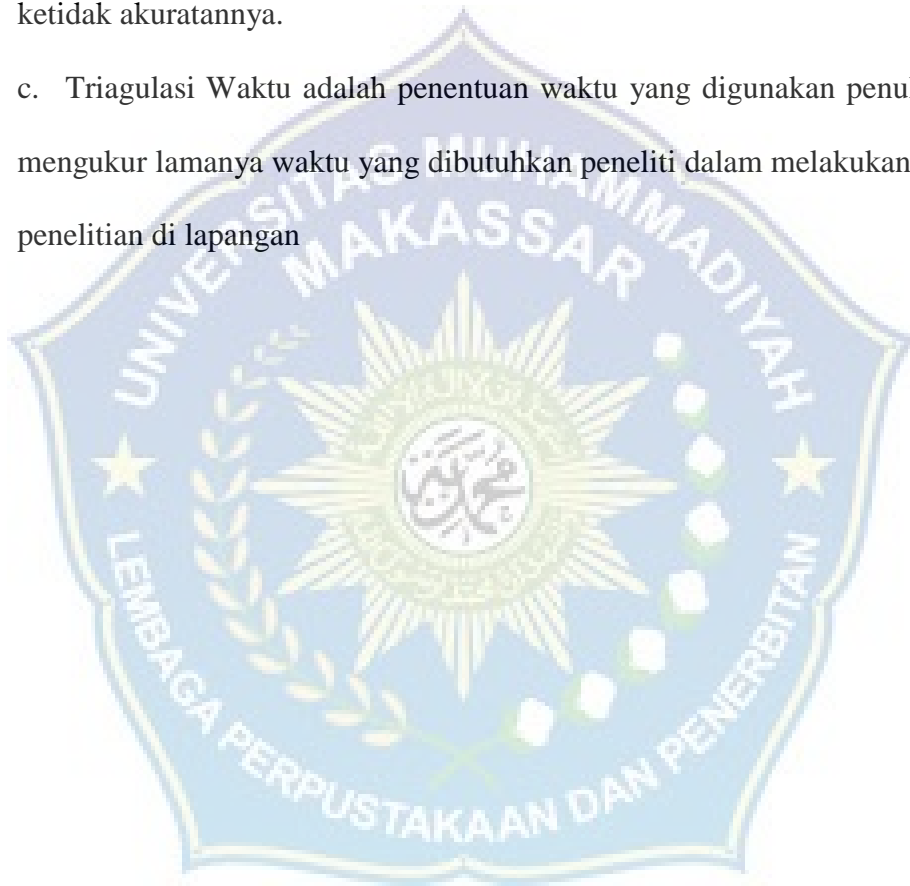 ketidak akuratannya.
c. Triagulasi Waktu adalah penentuan waktu yang digunakan
mengukur lamanya waktu yang dibutuhkan peneliti dalam melakukan
penelitian di lapangan
UNIVERSITAS MUHAMMADIYAH
MAKASSAR
LEMBAGA PERPUSTAKAAN DAN PENERBITAN